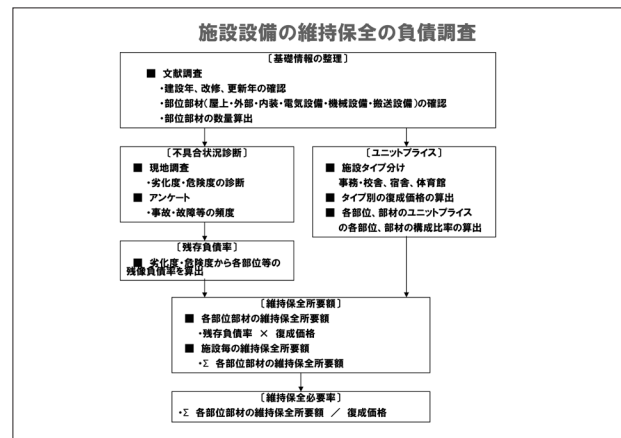 施設設備の維持保全の負債調査
〔基礎情報の整理〕
■ 文献調査
・建設年、改修、更新年の確認
・部位部材(屋上・外部・内装・電気設備・機械設備・搬送設備)の確認
・部位部材の数量算出
〔不具合状況診断〕
■ 現地調査
・劣化度・危険度の診断
■ アンケート
・事故・故障等の頻度
〔ユニットプライス〕
■ 施設タイプ分け
事務・校舎、宿舎、体育館
■ タイプ別の復成価格の算出
■ 各部位、部材のユニットプライス
の各部位、部材の構成比率の算出
〔残存負債率〕
■ 劣化度・危険度から各部位等の
残像負債率を算出
〔維持保全所要額〕
■ 各部位部材の維持保全所要額
・残存負債率 × 復成価格
■ 施設毎の維持保全所要額
・Σ 各部位部材の維持保全所要額
〔維持保全必要率〕
・Σ 各部位部材の維持保全所要額 / 復成価格